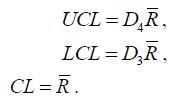 UCL = D₄R̅ ,
LCL = D₃R̅ ,
CL = R̅ .